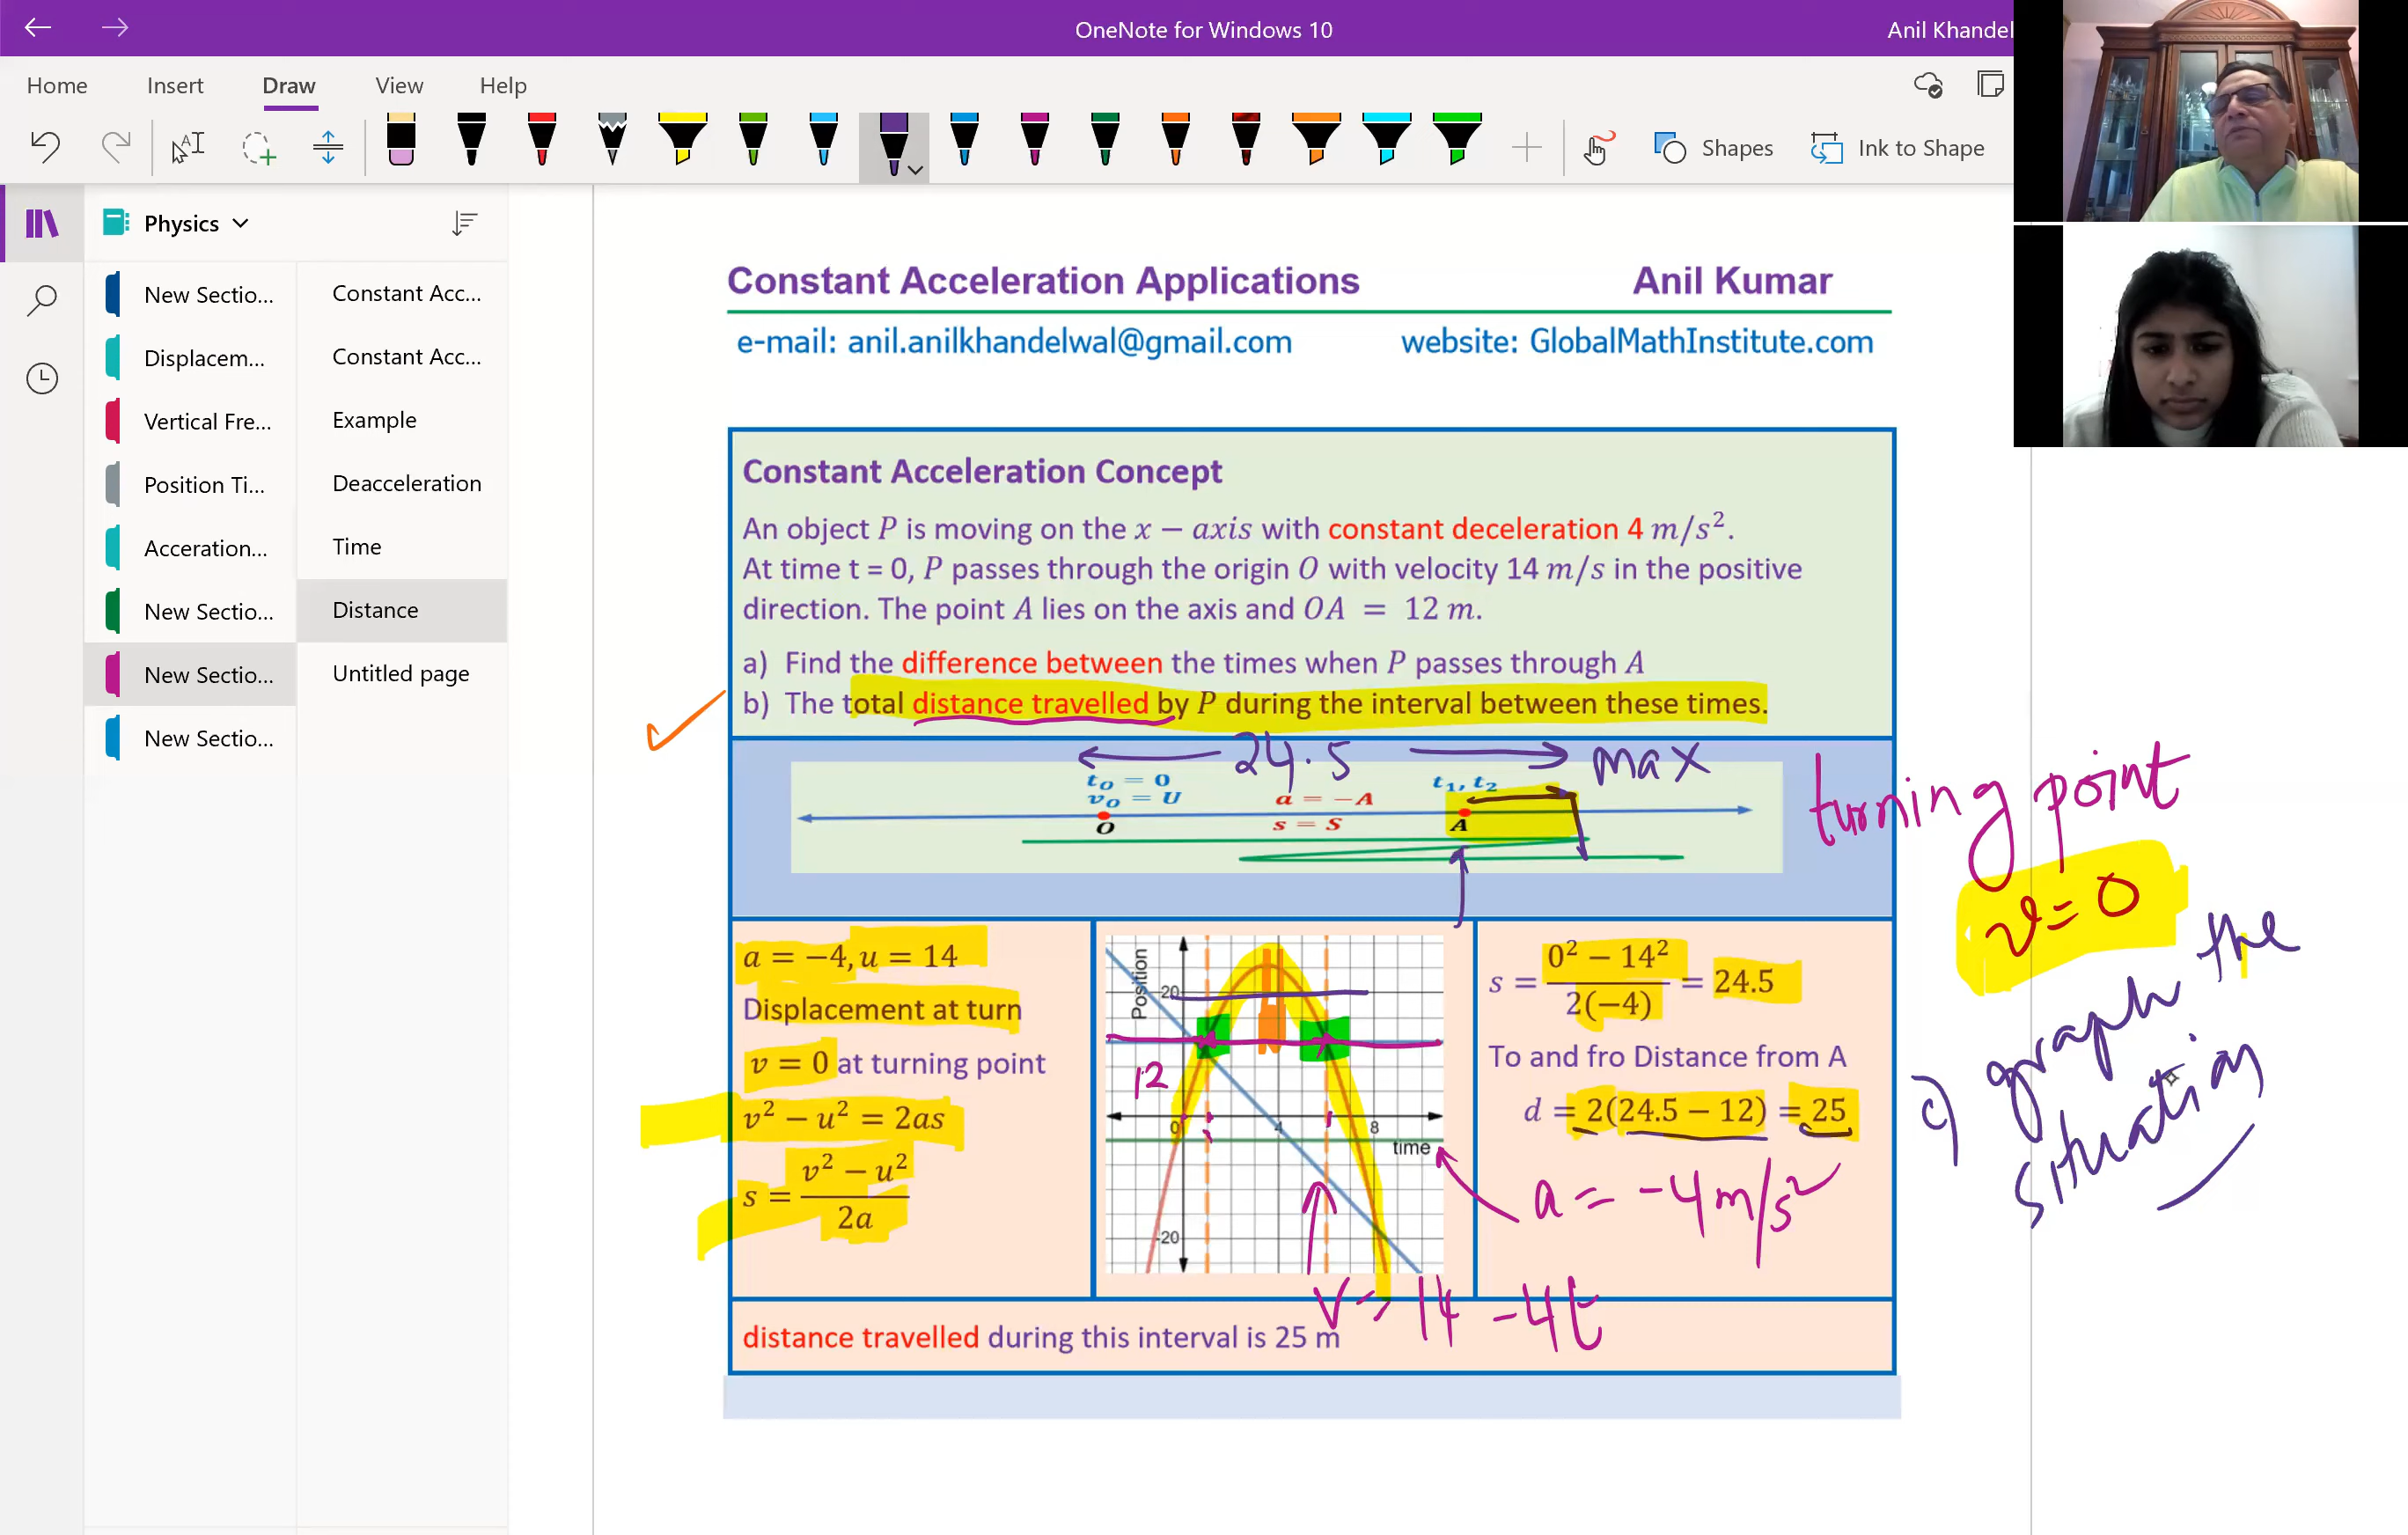 OneNote for Windows 10
Anil Khandel
Home Insert Draw View Help
Shapes
Ink to Shape
Physics
New Sectio...
Displacem...
Vertical Fre...
Position Ti...
Acceration...
New Sectio...
New Sectio...
New Sectio...
Constant Acc...
Constant Acc...
Example
Deacceleration
Time
Distance
Untitled page
Constant Acceleration Applications Anil Kumar
e-mail: anil.anilkhandelwal@gmail.com website: GlobalMathInstitute.com
Constant Acceleration Concept
An object P is moving on the x − axis with constant deceleration 4 m/s².
At time t = 0, P passes through the origin O with velocity 14 m/s in the positive
direction. The point A lies on the axis and OA = 12 m.
a) Find the difference between the times when P passes through A
b) The total distance travelled by P during the interval between these times.
24.5 max
t₀ = 0
v₀ = U
O
a = −A
s = S
t₁, t₂
A
turning point
v = 0
c) graph the
situation
a = −4, u = 14
Displacement at turn
v = 0 at turning point
v² − u² = 2as
s = (v² − u²)/2a
Position
20
12
0
4
8
time
-20
s = (0² − 14²)/2(−4) = 24.5
To and fro Distance from A
d = 2(24.5 − 12) = 25
a = -4 m/s²
v = 14 - 4t
distance travelled during this interval is 25 m